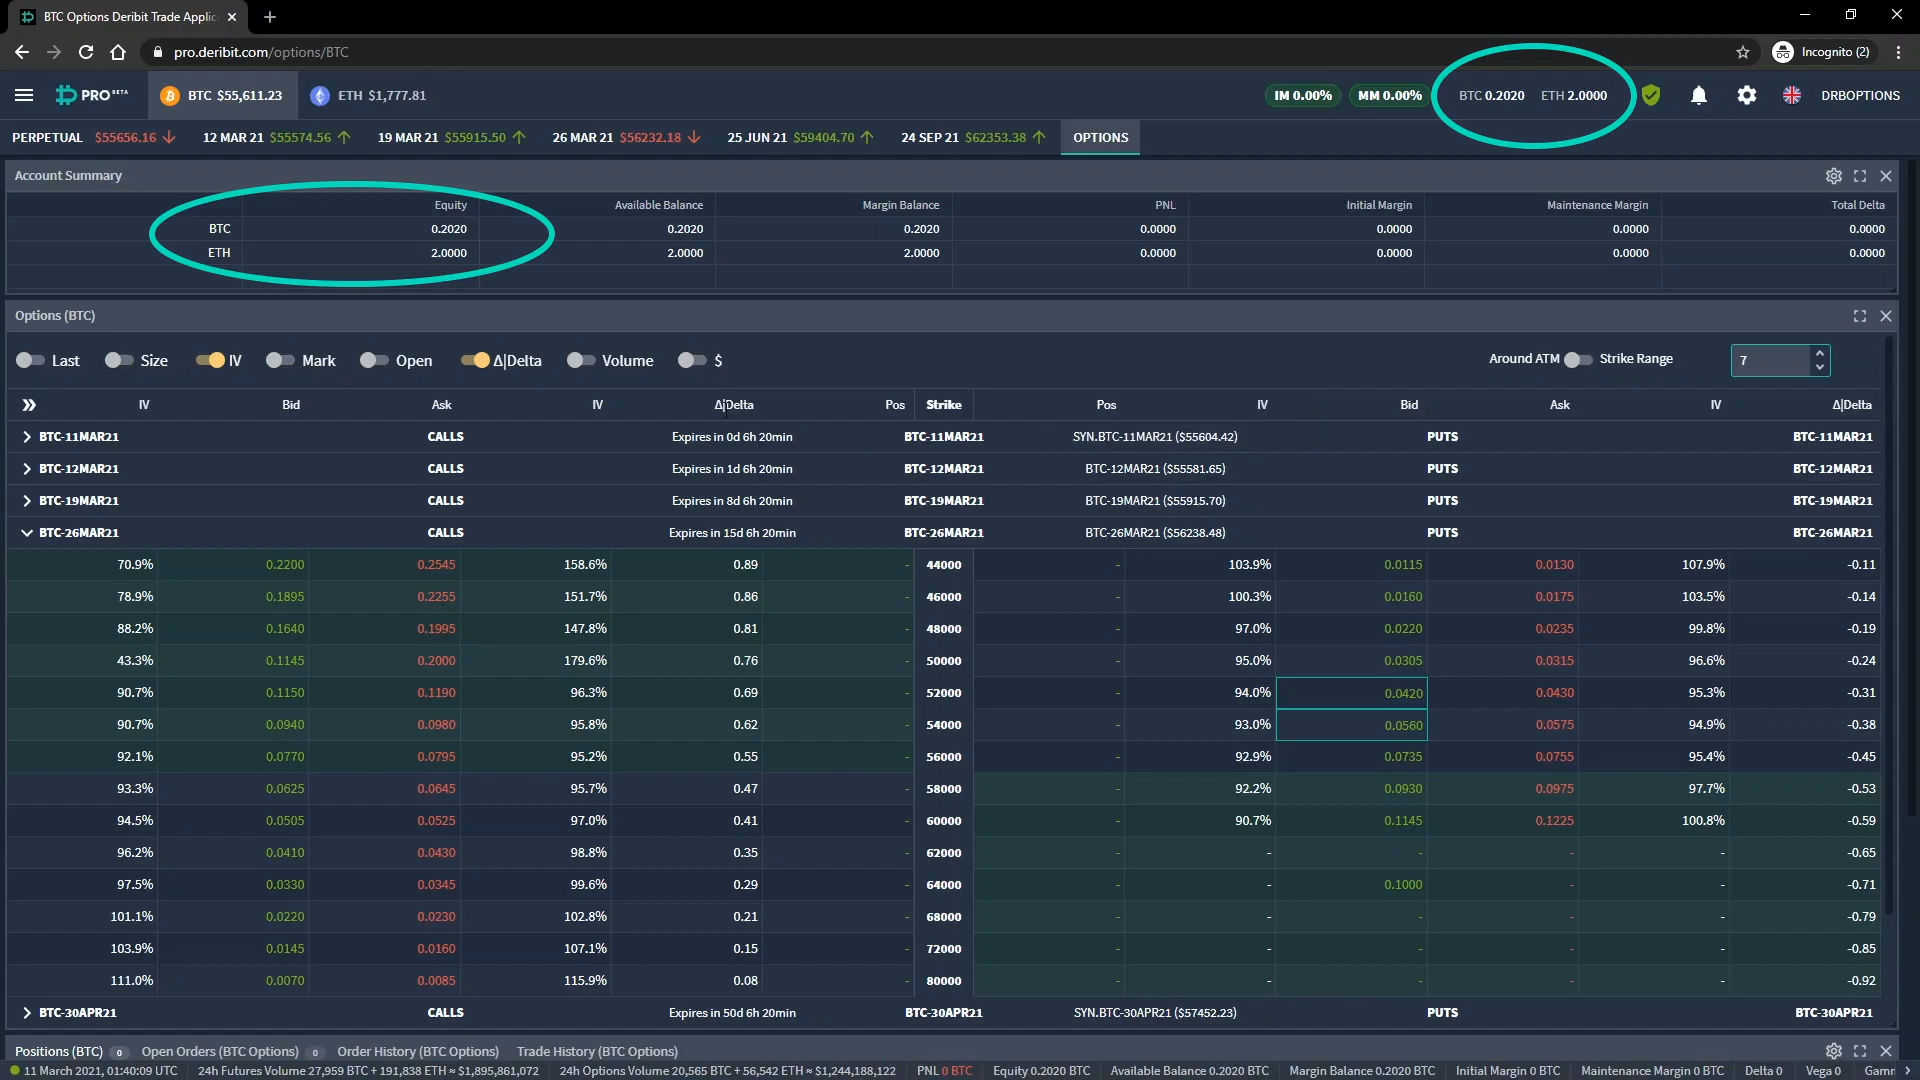 BTC Options Deribit Trade Applic
pro.deribit.com/options/BTC Incognito (2)
PRO BETA BTC $55,611.23 ETH $1,777.81 IM 0.00% MM 0.00% BTC 0.2020 ETH 2.0000 DRBOPTIONS
PERPETUAL $55656.16 12 MAR 21 $55574.56 19 MAR 21 $55915.50 26 MAR 21 $56232.18 25 JUN 21 $59404.70 24 SEP 21 $62353.38 OPTIONS
Account Summary
Equity Available Balance Margin Balance PNL Initial Margin Maintenance Margin Total Delta
BTC 0.2020 0.2020 0.2020 0.0000 0.0000 0.0000 0.0000
ETH 2.0000 2.0000 2.0000 0.0000 0.0000 0.0000 0.0000
Options (BTC)
Last Size IV Mark Open Δ|Delta Volume $ Around ATM Strike Range 7
IV Bid Ask IV Δ|Delta Pos Strike Pos IV Bid Ask IV Δ|Delta
BTC-11MAR21 CALLS Expires in 0d 6h 20min BTC-11MAR21 SYN.BTC-11MAR21 ($55604.42) PUTS BTC-11MAR21
BTC-12MAR21 CALLS Expires in 1d 6h 20min BTC-12MAR21 BTC-12MAR21 ($55581.65) PUTS BTC-12MAR21
BTC-19MAR21 CALLS Expires in 8d 6h 20min BTC-19MAR21 BTC-19MAR21 ($55915.70) PUTS BTC-19MAR21
BTC-26MAR21 CALLS Expires in 15d 6h 20min BTC-26MAR21 BTC-26MAR21 ($56238.48) PUTS BTC-26MAR21
70.9% 0.2200 0.2545 158.6% 0.89 - 44000 - 103.9% 0.0115 0.0130 107.9% -0.11
78.9% 0.1895 0.2255 151.7% 0.86 - 46000 - 100.3% 0.0160 0.0175 103.5% -0.14
88.2% 0.1640 0.1995 147.8% 0.81 - 48000 - 97.0% 0.0220 0.0235 99.8% -0.19
43.3% 0.1145 0.2000 179.6% 0.76 - 50000 - 95.0% 0.0305 0.0315 96.6% -0.24
90.7% 0.1150 0.1190 96.3% 0.69 - 52000 - 94.0% 0.0420 0.0430 95.3% -0.31
90.7% 0.0940 0.0980 95.8% 0.62 - 54000 - 93.0% 0.0560 0.0575 94.9% -0.38
92.1% 0.0770 0.0795 95.2% 0.55 - 56000 - 92.9% 0.0735 0.0755 95.4% -0.45
93.3% 0.0625 0.0645 95.7% 0.47 - 58000 - 92.2% 0.0930 0.0975 97.7% -0.53
94.5% 0.0505 0.0525 97.0% 0.41 - 60000 - 90.7% 0.1145 0.1225 100.8% -0.59
96.2% 0.0410 0.0430 98.8% 0.35 - 62000 - - - - - -0.65
97.5% 0.0330 0.0345 99.6% 0.29 - 64000 - - 0.1000 - - -0.71
101.1% 0.0220 0.0230 102.8% 0.21 - 68000 - - - - - -0.79
103.9% 0.0145 0.0160 107.1% 0.15 - 72000 - - - - - -0.85
111.0% 0.0070 0.0085 115.9% 0.08 - 80000 - - - - - -0.92
BTC-30APR21 CALLS Expires in 50d 6h 20min BTC-30APR21 SYN.BTC-30APR21 ($57452.23) PUTS BTC-30APR21
Positions (BTC) 0 Open Orders (BTC Options) 0 Order History (BTC Options) Trade History (BTC Options)
11 March 2021, 01:40:09 UTC 24h Futures Volume 27,959 BTC + 191,838 ETH ≈ $1,895,861,072 24h Options Volume 20,565 BTC + 56,542 ETH ≈ $1,244,188,122 PNL 0 BTC Equity 0.2020 BTC Available Balance 0.2020 BTC Margin Balance 0.2020 BTC Initial Margin 0 BTC Maintenance Margin 0 BTC Delta 0 Vega 0 Gamm